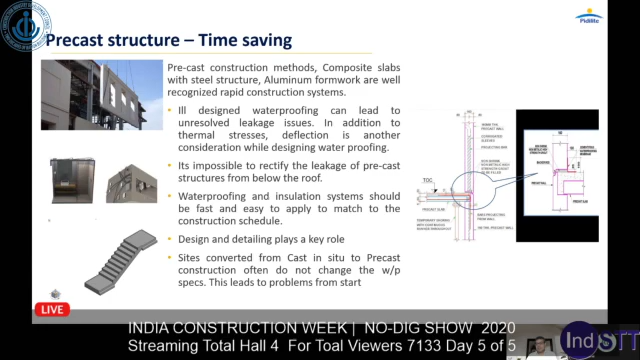 Precast structure – Time saving
Pidilite
Pre-cast construction methods, Composite slabs
with steel structure, Aluminum formwork are well
recognized rapid construction systems.
• Ill designed waterproofing can lead to
unresolved leakage issues. In addition to
thermal stresses, deflection is another
consideration while designing water proofing.
• Its impossible to rectify the leakage of pre-cast
structures from below the roof.
• Waterproofing and insulation systems should
be fast and easy to apply to match to the
construction schedule.
• Design and detailing plays a key role
• Sites converted from Cast in situ to Precast
construction often do not change the w/p
specs. This leads to problems from start
TOC
PRECAST SLAB
LIVE
INDIA CONSTRUCTION WEEK | NO-DIG SHOW 2020
Streaming Total Hall 4 For Toal Viewers 7133 Day 5 of 5
IndSTT